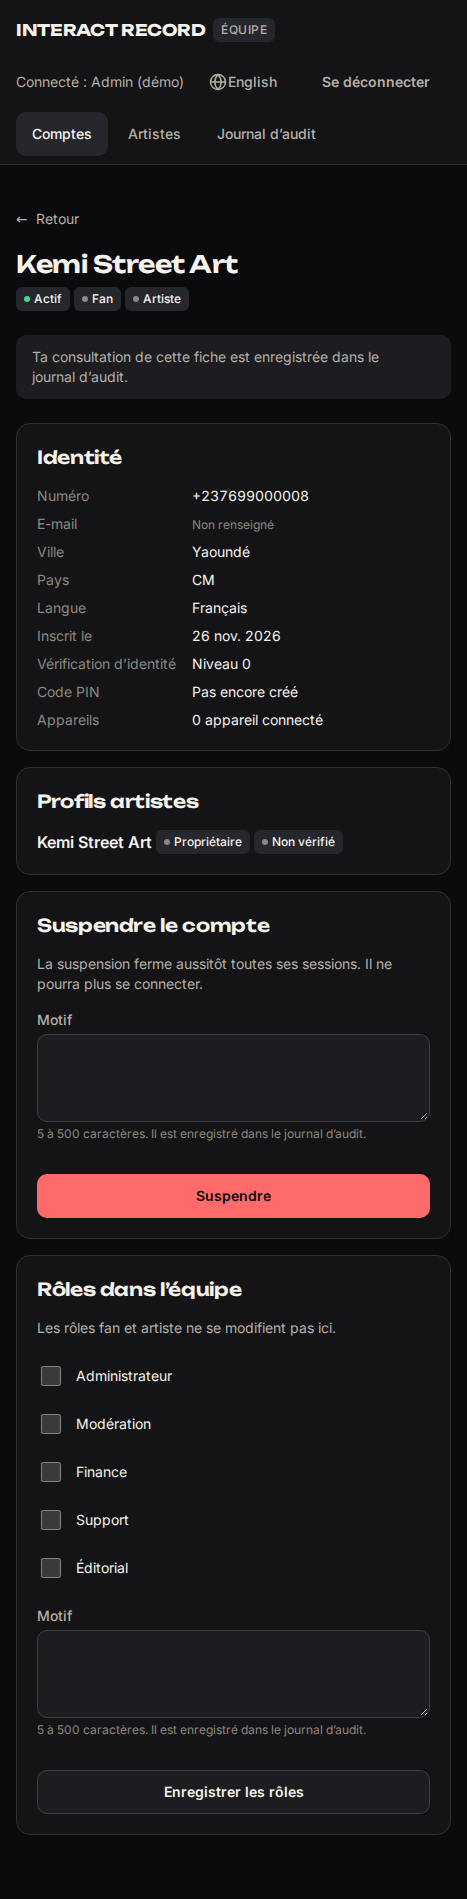 INTERACT RECORD ÉQUIPE
Connecté : Admin (démo) English Se déconnecter
Comptes Artistes Journal d’audit
← Retour
Kemi Street Art
Actif Fan Artiste
Ta consultation de cette fiche est enregistrée dans le
journal d’audit.
Identité
Numéro +237699000008
E-mail Non renseigné
Ville Yaoundé
Pays CM
Langue Français
Inscrit le 26 nov. 2026
Vérification d’identité Niveau 0
Code PIN Pas encore créé
Appareils 0 appareil connecté
Profils artistes
Kemi Street Art Propriétaire Non vérifié
Suspendre le compte
La suspension ferme aussitôt toutes ses sessions. Il ne
pourra plus se connecter.
Motif
5 à 500 caractères. Il est enregistré dans le journal d’audit.
Suspendre
Rôles dans l’équipe
Les rôles fan et artiste ne se modifient pas ici.
Administrateur
Modération
Finance
Support
Éditorial
Motif
5 à 500 caractères. Il est enregistré dans le journal d’audit.
Enregistrer les rôles